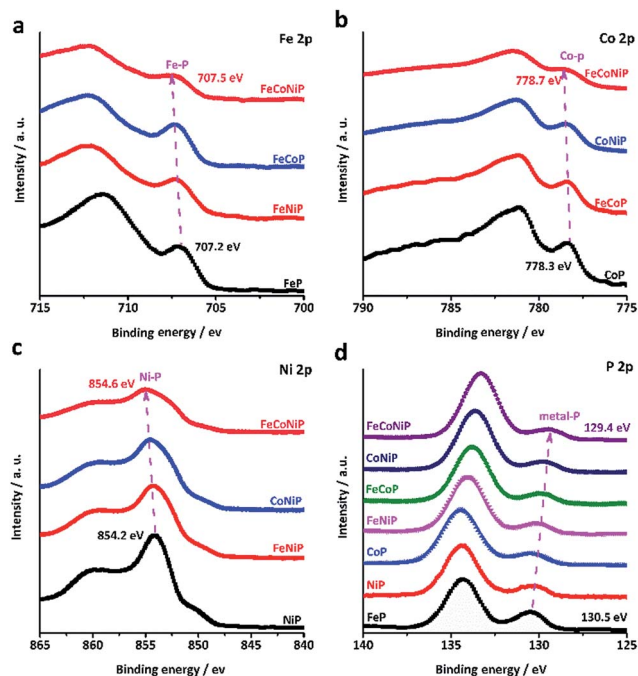 a
Fe 2p
Fe-P
707.5 eV
FeCoNiP
FeCoP
FeNiP
707.2 eV
FeP
Intensity / a. u.
715 710 705 700
Binding energy / ev
b
Co 2p
Co-p
778.7 eV
FeCoNiP
CoNiP
FeCoP
778.3 eV
CoP
Intensity / a. u.
790 785 780 775
Binding energy / ev
c
Ni 2p
854.6 eV
Ni-P
FeCoNiP
CoNiP
854.2 eV
FeNiP
NiP
Intensity / a. u.
865 860 855 850 845 840
Binding energy / ev
d
P 2p
metal-P
FeCoNiP
129.4 eV
CoNiP
FeCoP
FeNiP
CoP
NiP
FeP
130.5 eV
Intensity / a.u.
140 135 130 125
Binding energy / eV